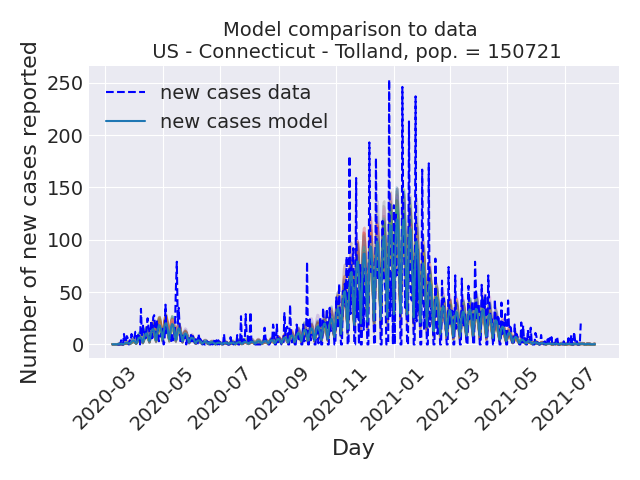 Model comparison to data
US - Connecticut - Tolland, pop. = 150721
Number of new cases reported
250
200
150
100
50
0
new cases data
new cases model
2020-03
2020-05
2020-07
2020-09
2020-11
2021-01
2021-03
2021-05
2021-07
Day